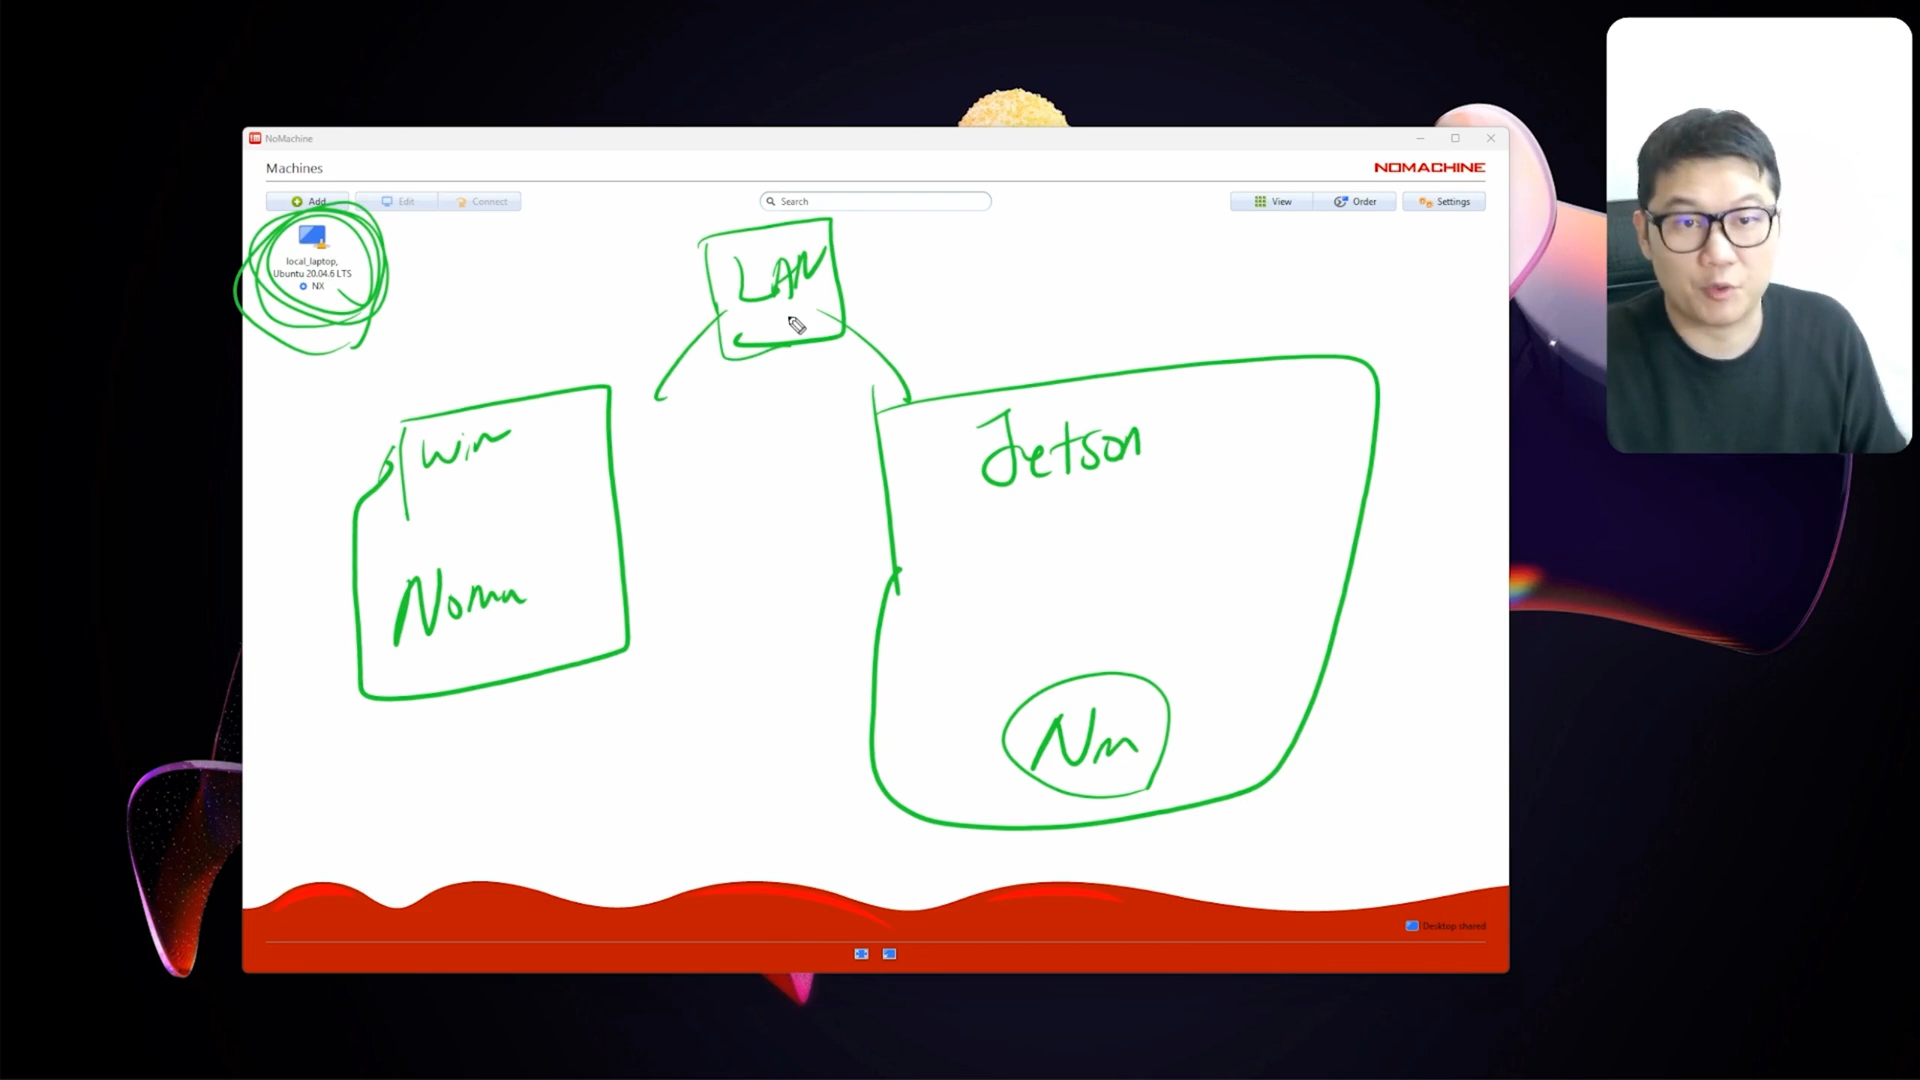 NoMachine
Machines
NOMACHINE
Add
Edit
Connect
Search
View
Order
Settings
local_laptop,
Ubuntu 20.04.6 LTS
NX
LAN
Win
Jetson
Nomn
Nm
Desktop shared